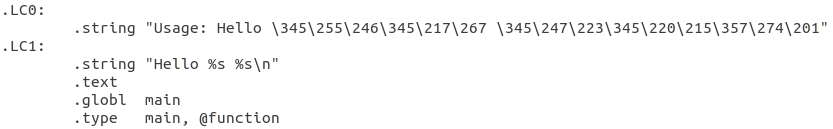 .LC0:
.string "Usage: Hello \345\255\246\345\217\267 \345\247\223\345\220\215\357\274\201"
.LC1:
.string "Hello %s %s\n"
.text
.globl main
.type main, @function